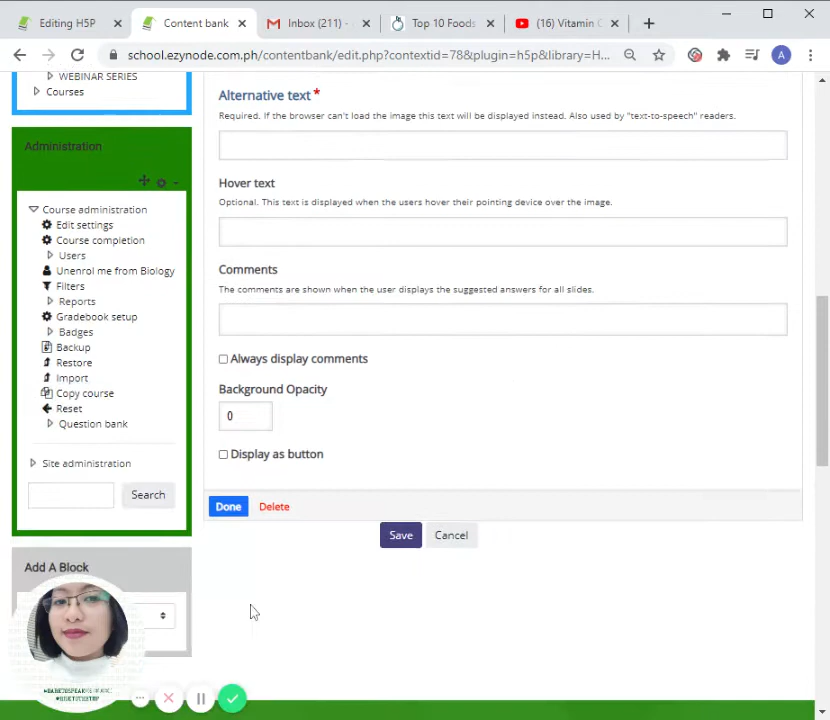 Editing H5P
Content bank
Inbox (211) -
Top 10 Foods
(16) Vitamin C
school.ezynode.com.ph/contentbank/edit.php?contextid=78&plugin=h5p&library=H...
A
WEBINAR SERIES
Courses
Administration
Course administration
Edit settings
Course completion
Users
Unenrol me from Biology
Filters
Reports
Gradebook setup
Badges
Backup
Restore
Import
Copy course
Reset
Question bank
Site administration
Search
Add A Block
Alternative text *
Required. If the browser can't load the image this text will be displayed instead. Also used by "text-to-speech" readers.
Hover text
Optional. This text is displayed when the users hover their pointing device over the image.
Comments
The comments are shown when the user displays the suggested answers for all slides.
Always display comments
Background Opacity
0
Display as button
Done Delete
Save Cancel